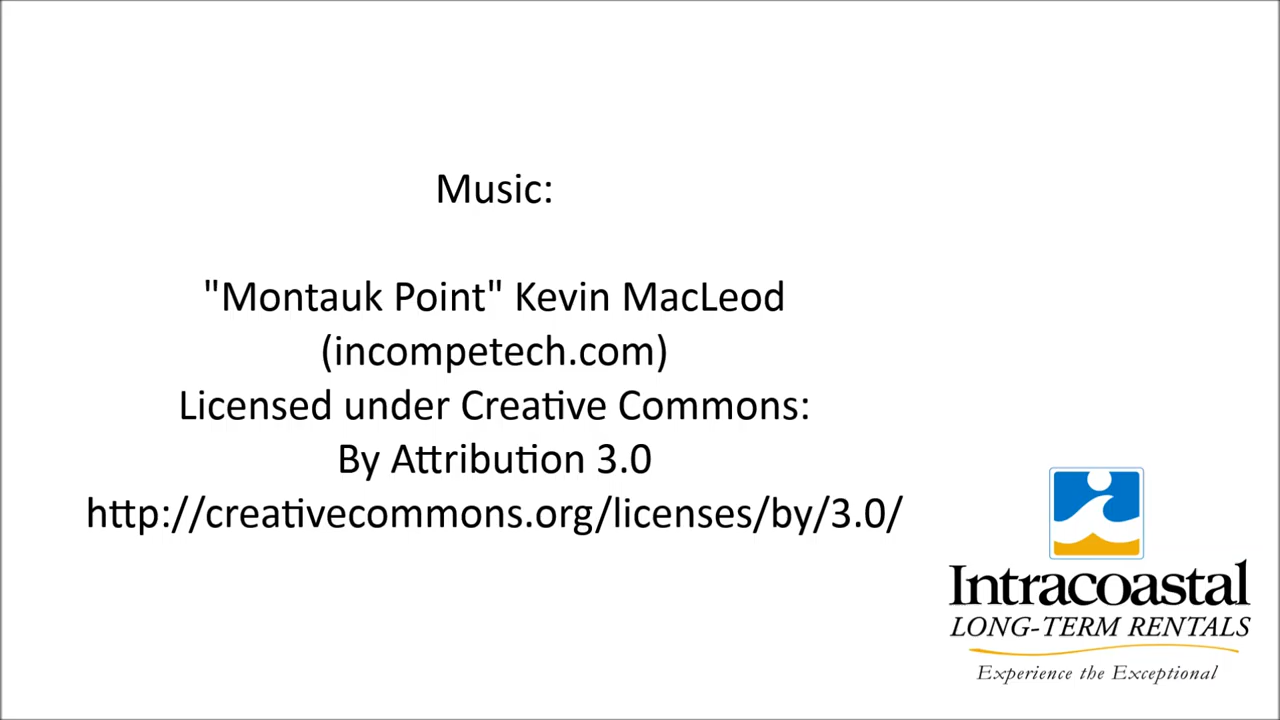 Music:
"Montauk Point" Kevin MacLeod
(incompetech.com)
Licensed under Creative Commons:
By Attribution 3.0
http://creativecommons.org/licenses/by/3.0/
Intracoastal
LONG-TERM RENTALS
Experience the Exceptional